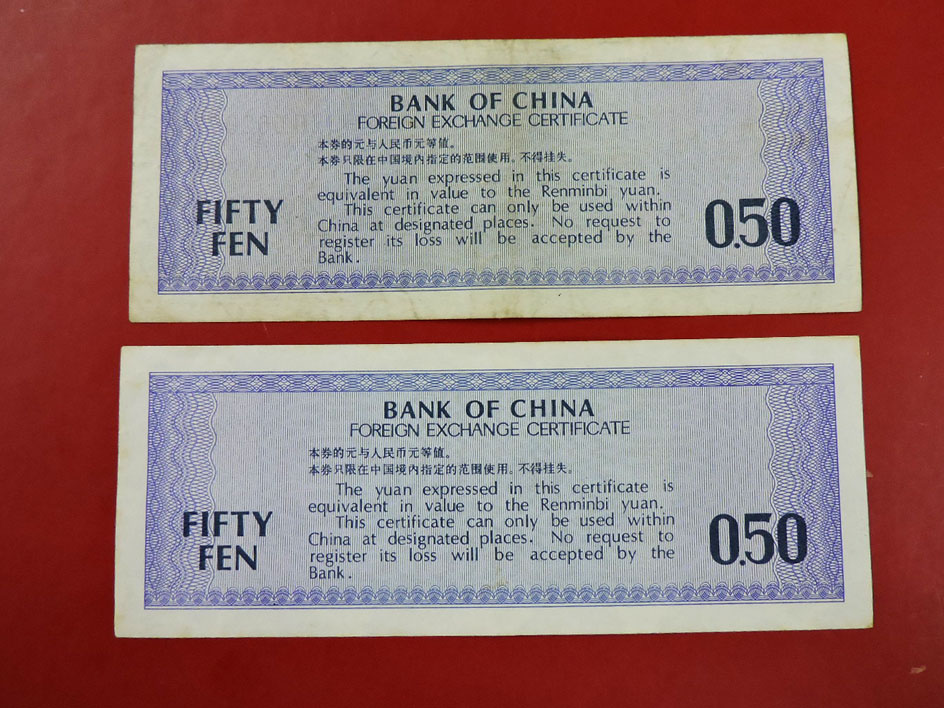 BANK OF CHINA
FOREIGN EXCHANGE CERTIFICATE
本券的元与人民币元等值。
本券只限在中国境内指定的范围使用。不得挂失。
The yuan expressed in this certificate is
equivalent in value to the Renminbi yuan.
This certificate can only be used within
China at designated places. No request to
register its loss will be accepted by the
Bank.
FIFTY
FEN
0.50
BANK OF CHINA
FOREIGN EXCHANGE CERTIFICATE
本券的元与人民币元等值。
本券只限在中国境内指定的范围使用。不得挂失。
The yuan expressed in this certificate is
equivalent in value to the Renminbi yuan.
This certificate can only be used within
China at designated places. No request to
register its loss will be accepted by the
Bank.
FIFTY
FEN
0.50